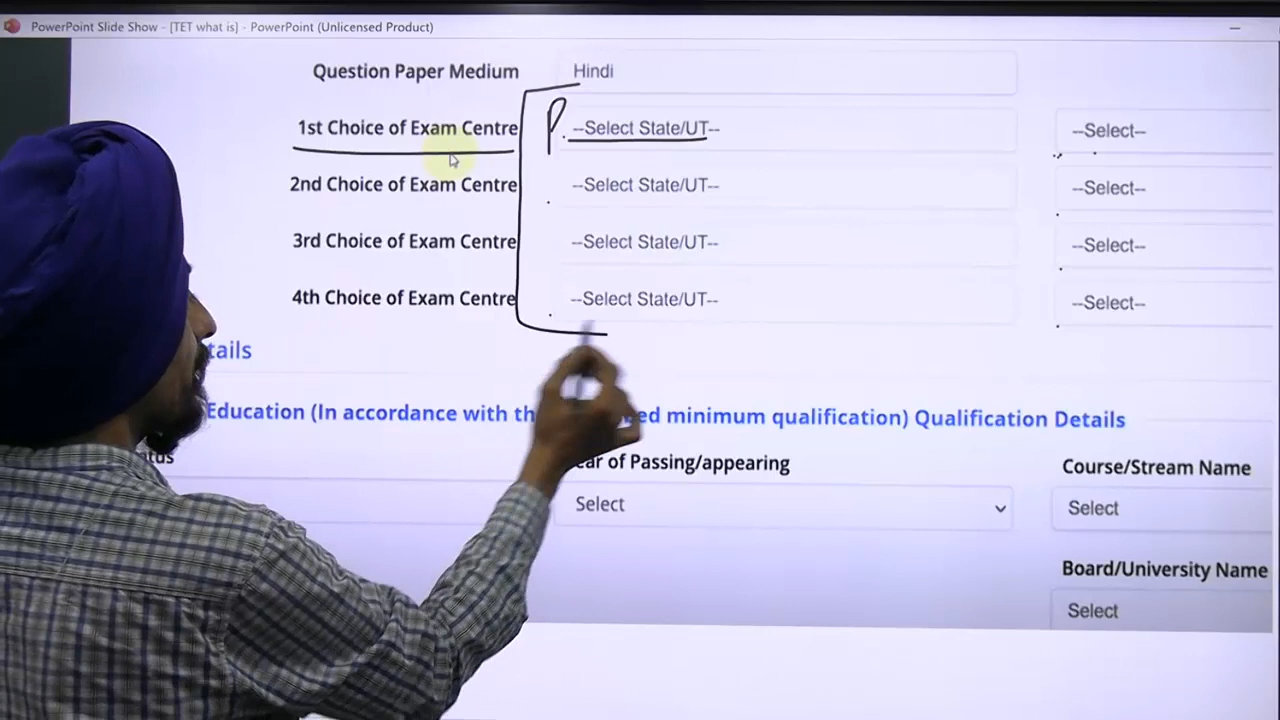 PowerPoint Slide Show - [TET what is] - PowerPoint (Unlicensed Product)
Question Paper Medium Hindi
1st Choice of Exam Centre P. --Select State/UT-- --Select--
2nd Choice of Exam Centre --Select State/UT-- --Select--
3rd Choice of Exam Centre --Select State/UT-- --Select--
4th Choice of Exam Centre --Select State/UT-- --Select--
tails
Education (In accordance with th ed minimum qualification) Qualification Details
atus ear of Passing/appearing Course/Stream Name
Select Select
Board/University Name
Select